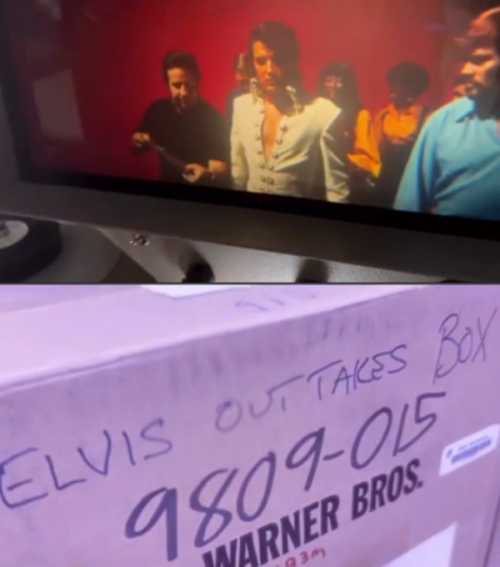 ELVIS OUTTAKES BOX
9809-015
WARNER BROS.